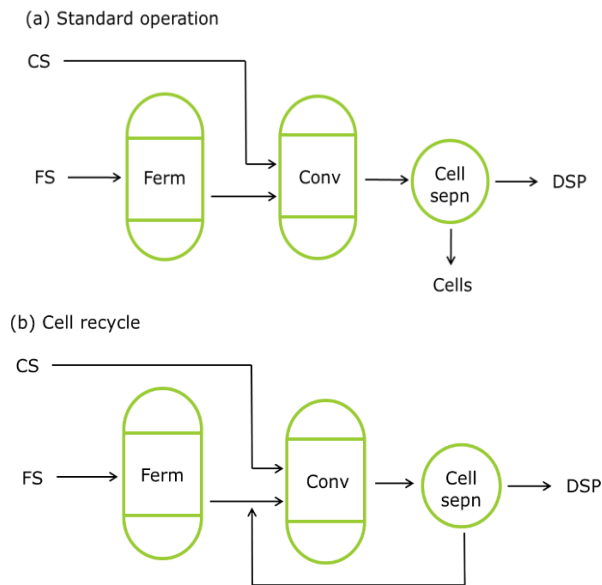 (a) Standard operation
CS
FS
Ferm
Conv
Cell
sepn
DSP
Cells
(b) Cell recycle
CS
FS
Ferm
Conv
Cell
sepn
DSP